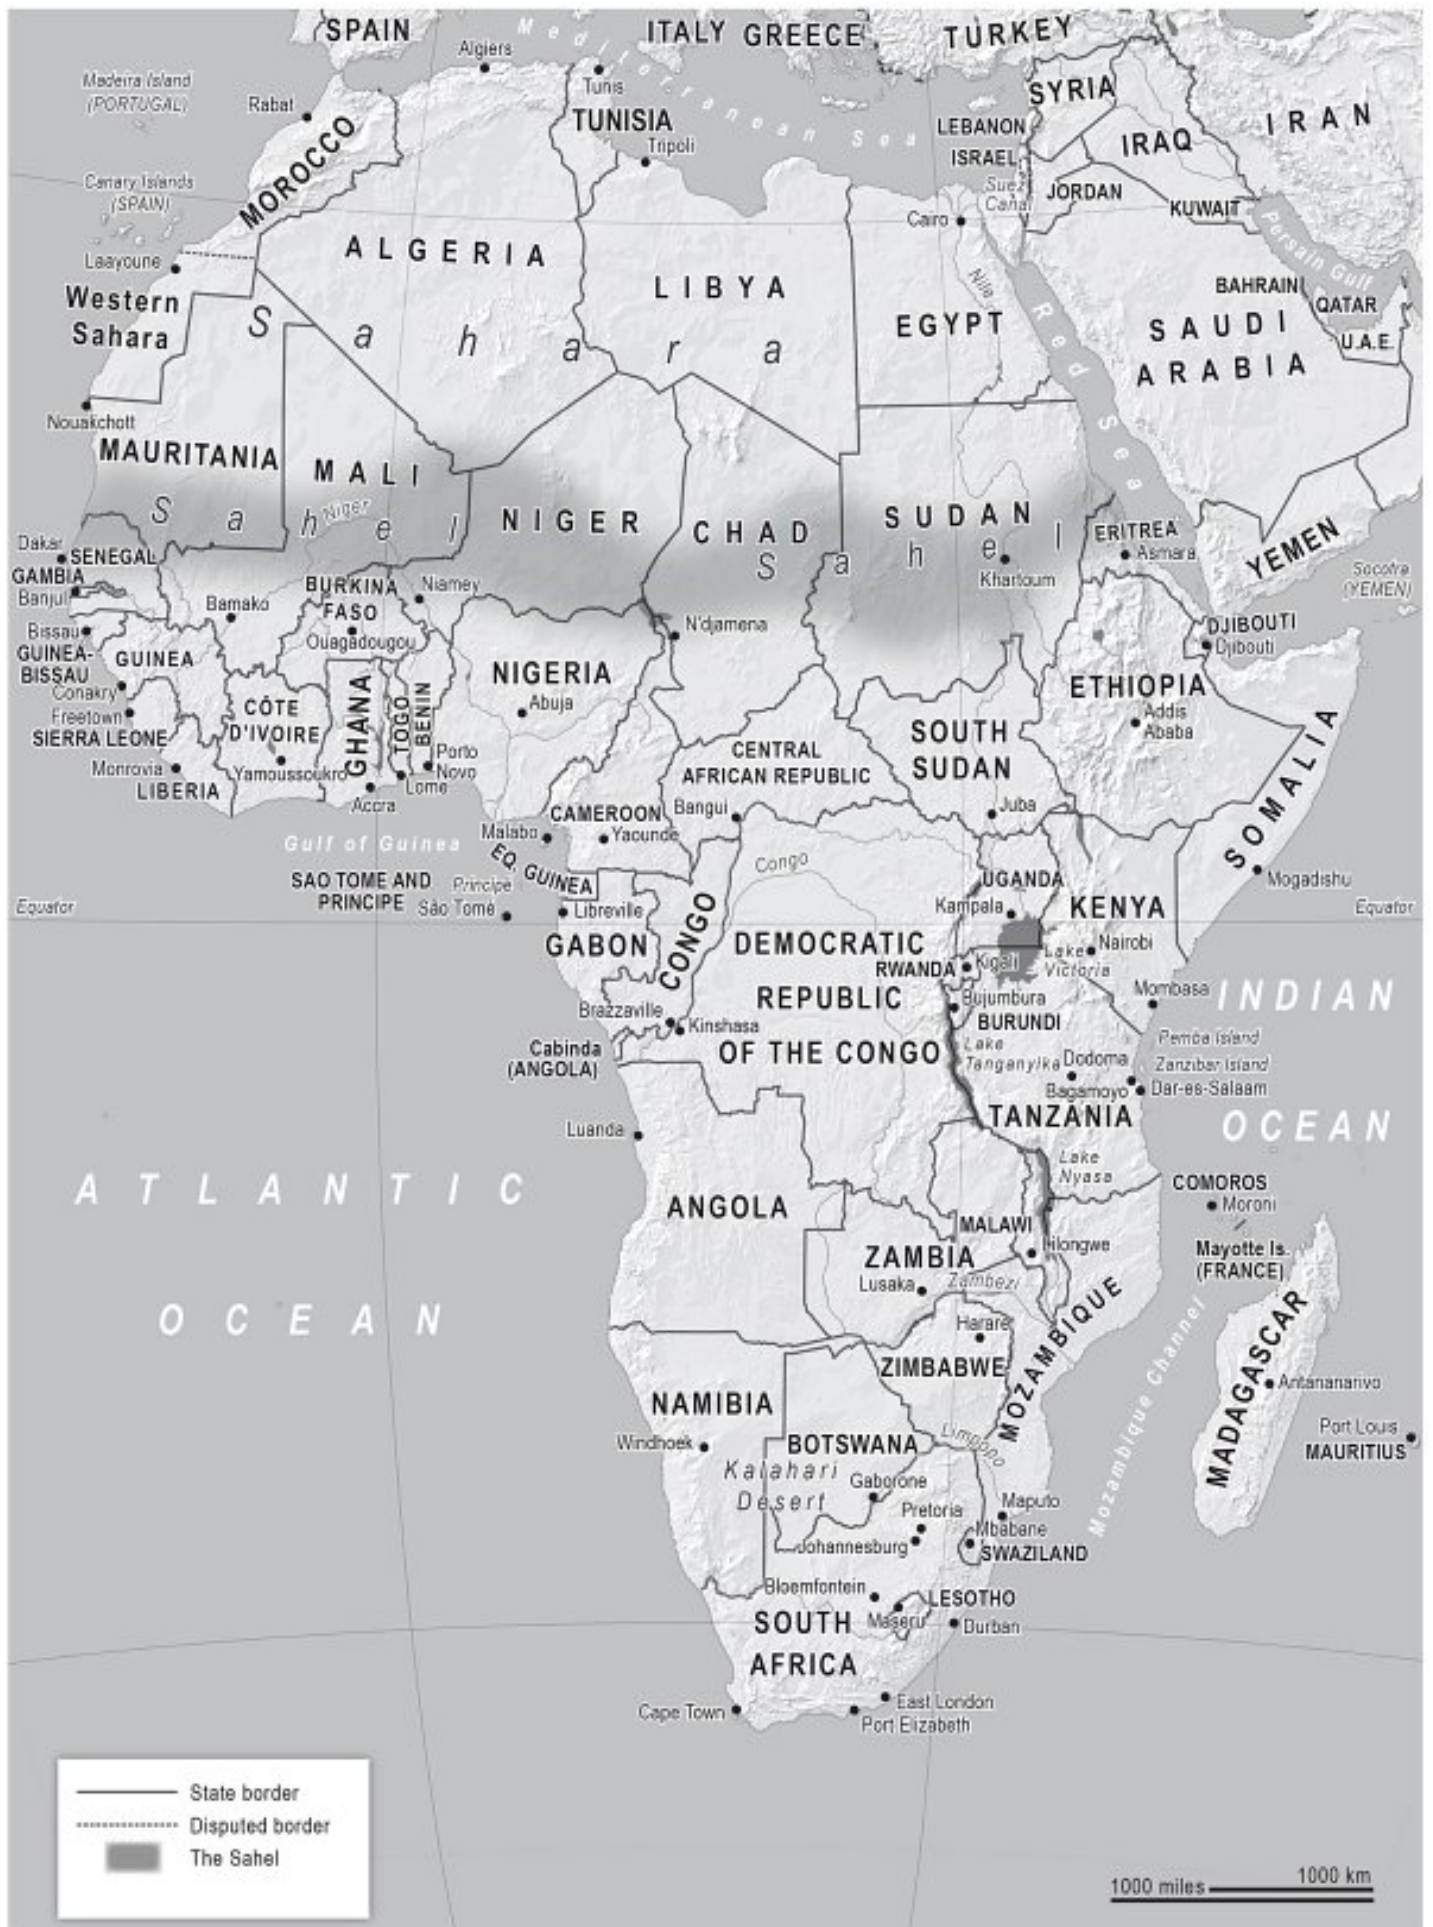 SPAIN
ITALY
GREECE
TURKEY
Mediterranean Sea
Algiers
Tunis
Madeira Island
(PORTUGAL)
Rabat
SYRIA
IRAN
TUNISIA
Tripoli
LEBANON
IRAQ
ISRAEL
MOROCCO
Canary Islands
(SPAIN)
Suez
Canal
JORDAN
KUWAIT
Cairo
Persian Gulf
Laayoune
ALGERIA
LIBYA
Nile
BAHRAIN
QATAR
Western
Sahara
EGYPT
SAUDI
ARABIA
U.A.E.
Sahara
Red Sea
Nouakchott
MAURITANIA
MALI
Sahel
Niger
NIGER
CHAD
SUDAN
Sahel
ERITREA
Asmara
YEMEN
Khartoum
Socotra
(YEMEN)
Dakar
SENEGAL
GAMBIA
Banjul
BURKINA
FASO
Niamey
Bamako
Ouagadougou
N'djamena
Bissau
GUINEA-
BISSAU
GUINEA
DJIBOUTI
Djibouti
Conakry
NIGERIA
Abuja
ETHIOPIA
Addis
Ababa
Freetown
SIERRA LEONE
CÔTE
D'IVOIRE
GHANA
TOGO
BENIN
SOUTH
SUDAN
Porto
Novo
CENTRAL
AFRICAN REPUBLIC
Monrovia
LIBERIA
Yamoussoukro
Lome
Accra
SOMALIA
CAMEROON
Bangui
Juba
Gulf of Guinea
Malabo
Yaounde
EQ. GUINEA
Congo
Mogadishu
SAO TOME AND
PRINCIPE
Principe
São Tomé
UGANDA
Kampala
KENYA
Equator
Equator
Libreville
GABON
CONGO
DEMOCRATIC
REPUBLIC
OF THE CONGO
RWANDA
Kigali
Lake
Victoria
Nairobi
Bujumbura
BURUNDI
Mombasa
INDIAN
OCEAN
Brazzaville
Kinshasa
Cabinda
(ANGOLA)
Lake
Tanganyika
Dodoma
Pemba Island
Zanzibar Island
Bagamoyo
Dar-es-Salaam
TANZANIA
Luanda
Lake
Nyasa
ATLANTIC
OCEAN
ANGOLA
COMOROS
Moroni
MALAWI
Lilongwe
Mayotte Is.
(FRANCE)
ZAMBIA
Lusaka
Zambezi
Harare
ZIMBABWE
MOZAMBIQUE
Mozambique Channel
MADAGASCAR
Antananarivo
NAMIBIA
Windhoek
BOTSWANA
Limpopo
Port Louis
MAURITIUS
Kalahari
Desert
Gaborone
Pretoria
Maputo
Mbabane
SWAZILAND
Johannesburg
Bloemfontein
LESOTHO
Maseru
Durban
SOUTH
AFRICA
East London
Cape Town
Port Elizabeth
State border
Disputed border
The Sahel
1000 km
1000 miles